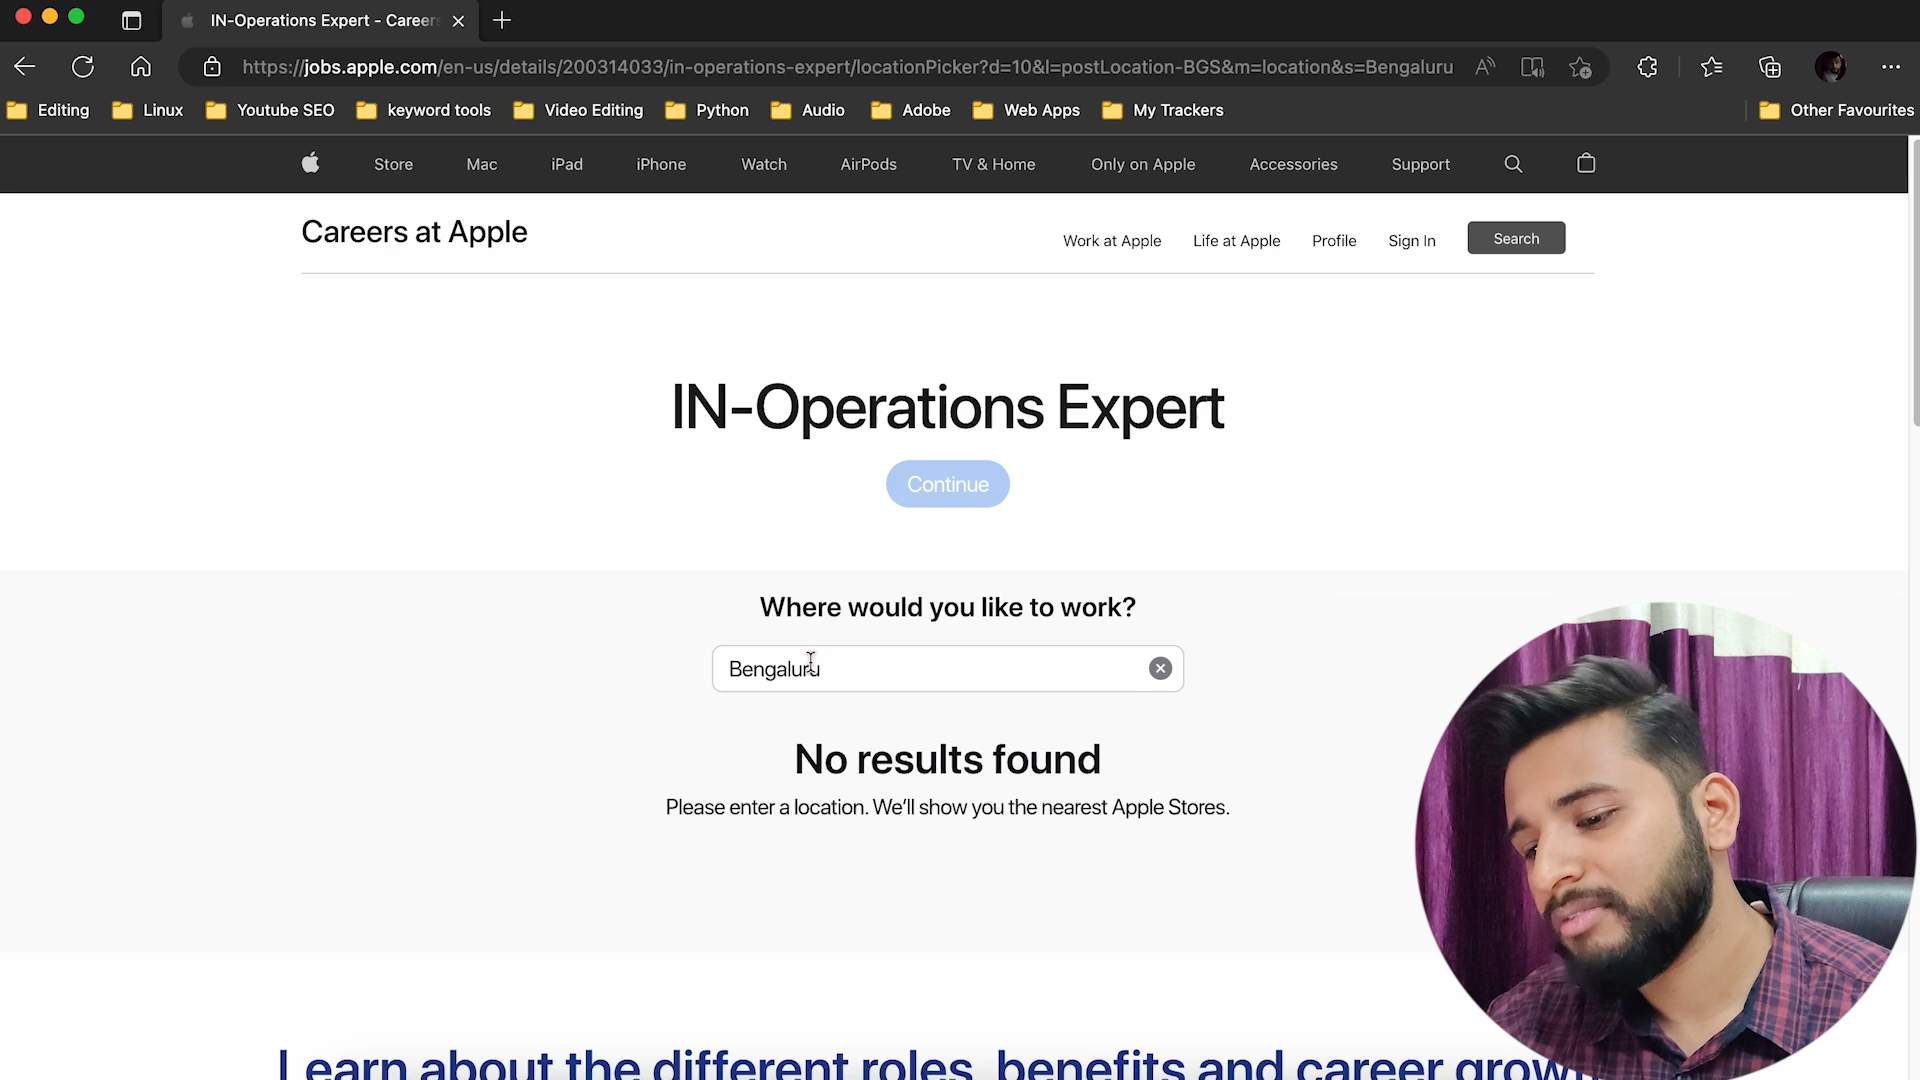 IN-Operations Expert - Career
https://jobs.apple.com/en-us/details/200314033/in-operations-expert/locationPicker?d=10&l=postLocation-BGS&m=location&s=Bengaluru
Editing Linux Youtube SEO keyword tools Video Editing Python Audio Adobe Web Apps My Trackers Other Favourites
Store Mac iPad iPhone Watch AirPods TV & Home Only on Apple Accessories Support
Careers at Apple
Work at Apple Life at Apple Profile Sign In Search
IN-Operations Expert
Continue
Where would you like to work?
Bengaluru
No results found
Please enter a location. We'll show you the nearest Apple Stores.
Learn about the different roles, benefits and career